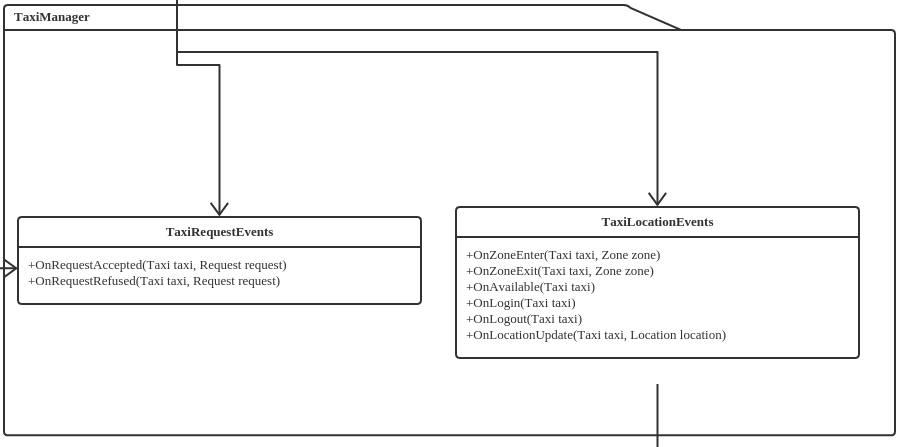 TaxiManager
TaxiRequestEvents
+OnRequestAccepted(Taxi taxi, Request request)
+OnRequestRefused(Taxi taxi, Request request)
TaxiLocationEvents
+OnZoneEnter(Taxi taxi, Zone zone)
+OnZoneExit(Taxi taxi, Zone zone)
+OnAvailable(Taxi taxi)
+OnLogin(Taxi taxi)
+OnLogout(Taxi taxi)
+OnLocationUpdate(Taxi taxi, Location location)